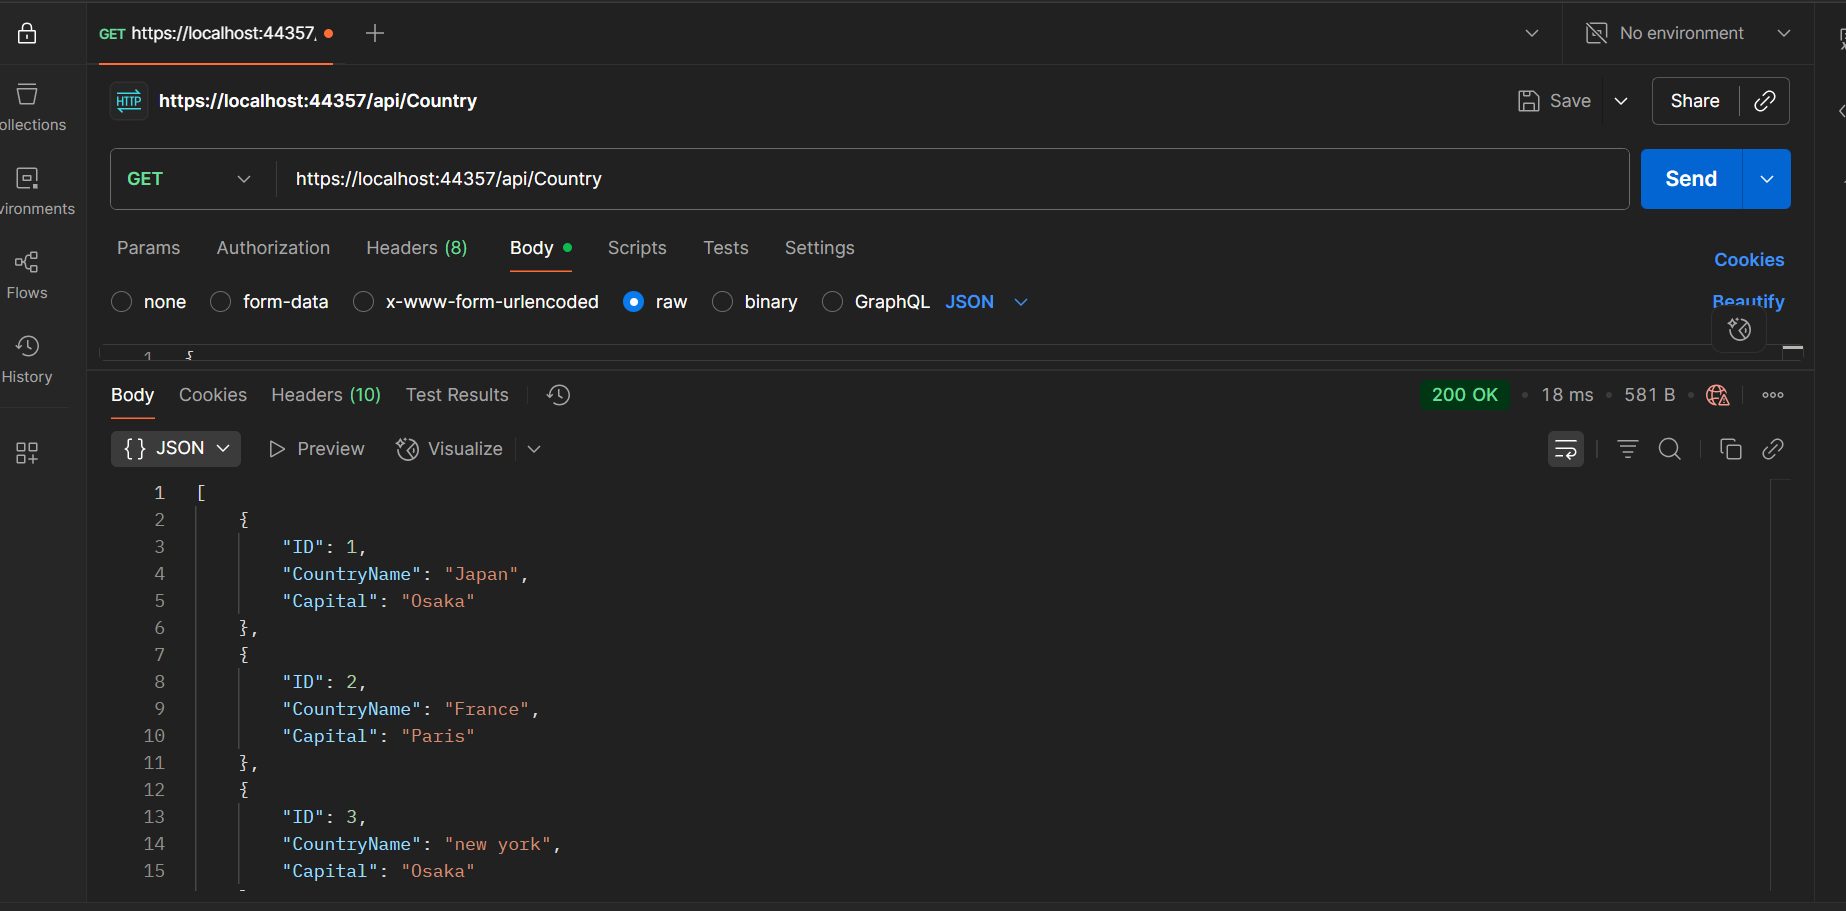 GET https://localhost:44357,
No environment
HTTP https://localhost:44357/api/Country
Save
Share
ollections
GET https://localhost:44357/api/Country
Send
vironments
Params Authorization Headers (8) Body Scripts Tests Settings
Cookies
none form-data x-www-form-urlencoded raw binary GraphQL JSON
Beautify
Flows
1 {
History
Body Cookies Headers (10) Test Results
200 OK • 18 ms • 581 B •
{} JSON Preview Visualize
1 [
2 {
3 "ID": 1,
4 "CountryName": "Japan",
5 "Capital": "Osaka"
6 },
7 {
8 "ID": 2,
9 "CountryName": "France",
10 "Capital": "Paris"
11 },
12 {
13 "ID": 3,
14 "CountryName": "new york",
15 "Capital": "Osaka"